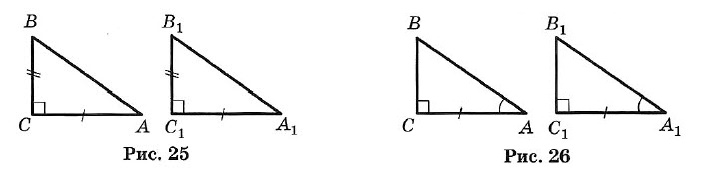 B B₁ B B₁
C A C₁ A₁ C A C₁ A₁
Рис. 25 Рис. 26